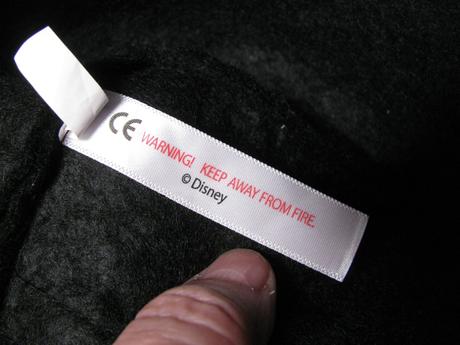 CE WARNING! KEEP AWAY FROM FIRE.
© Disney